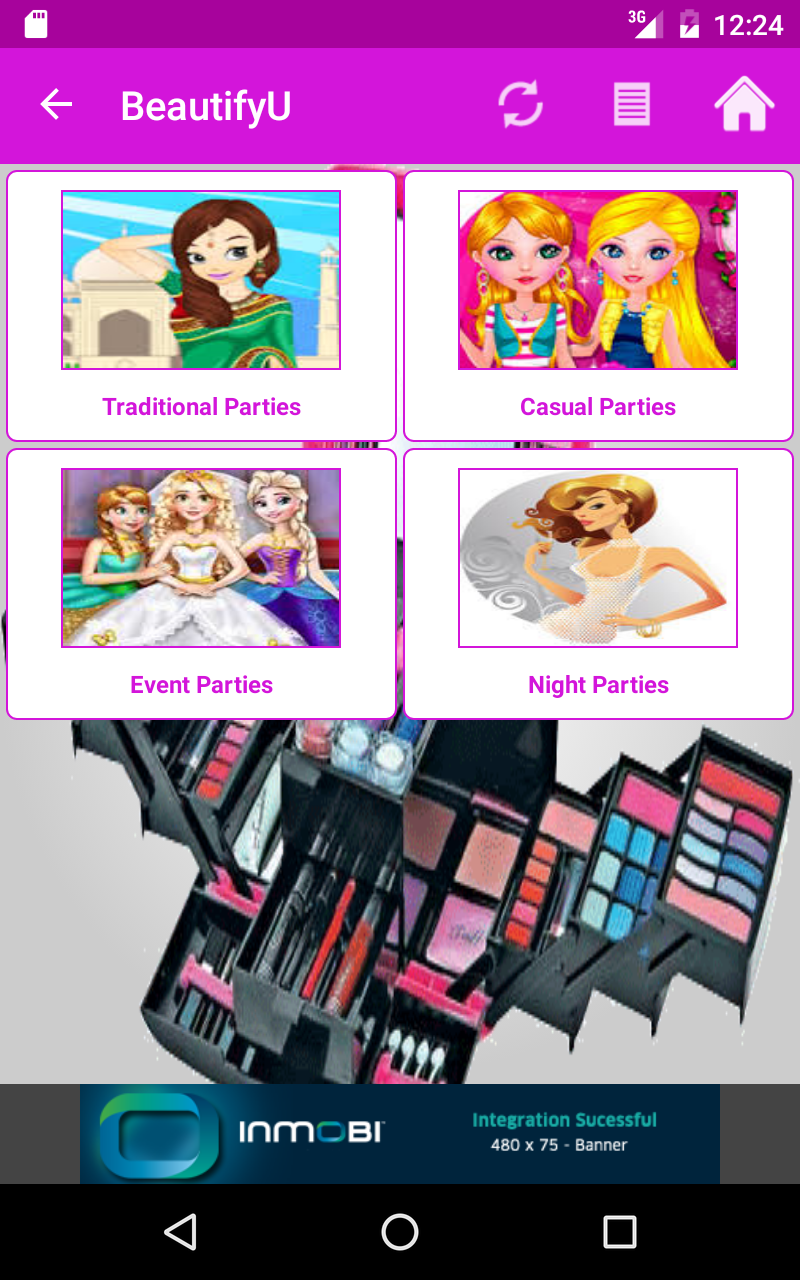 3G 12:24
BeautifyU
Traditional Parties
Casual Parties
Event Parties
Night Parties
INMOBI
Integration Sucessful
480 x 75 - Banner